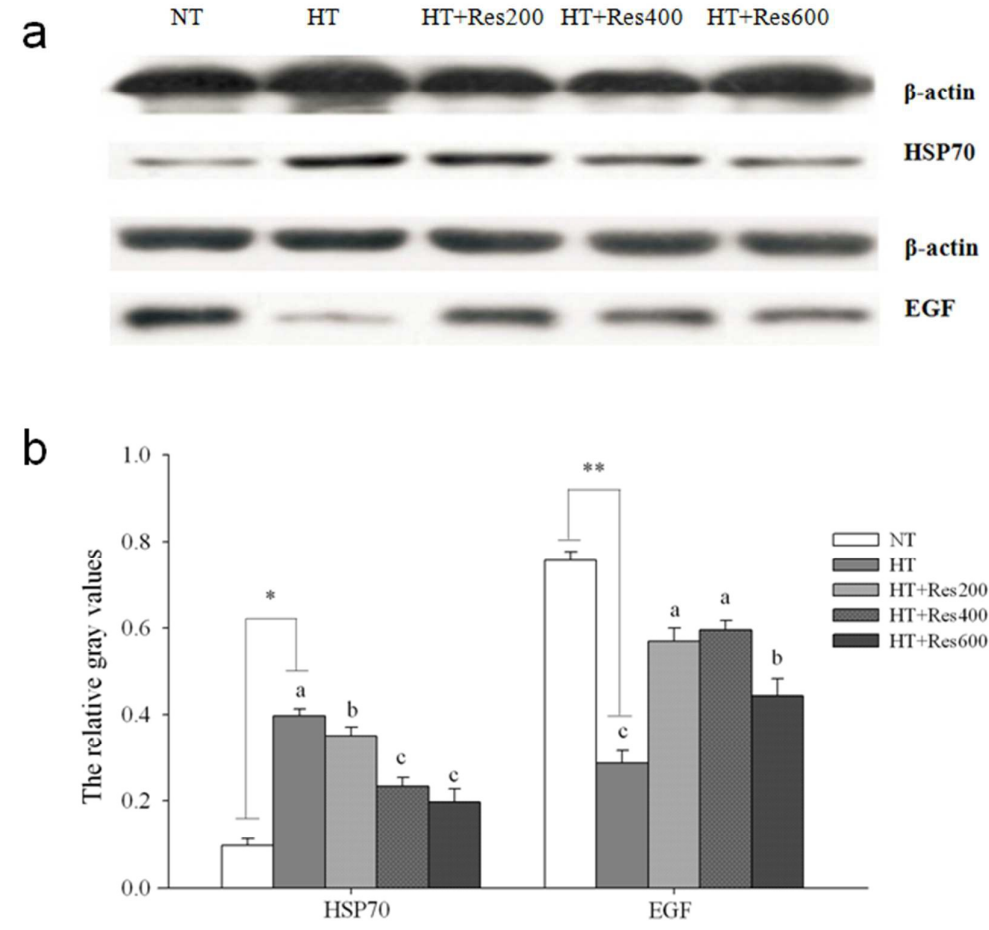 a
NT HT HT+Res200 HT+Res400 HT+Res600
β-actin
HSP70
β-actin
EGF
b
The relative gray values
1.0
0.8
0.6
0.4
0.2
0.0
*
a
b
c
c
**
c
a
a
b
HSP70
EGF
NT
HT
HT+Res200
HT+Res400
HT+Res600